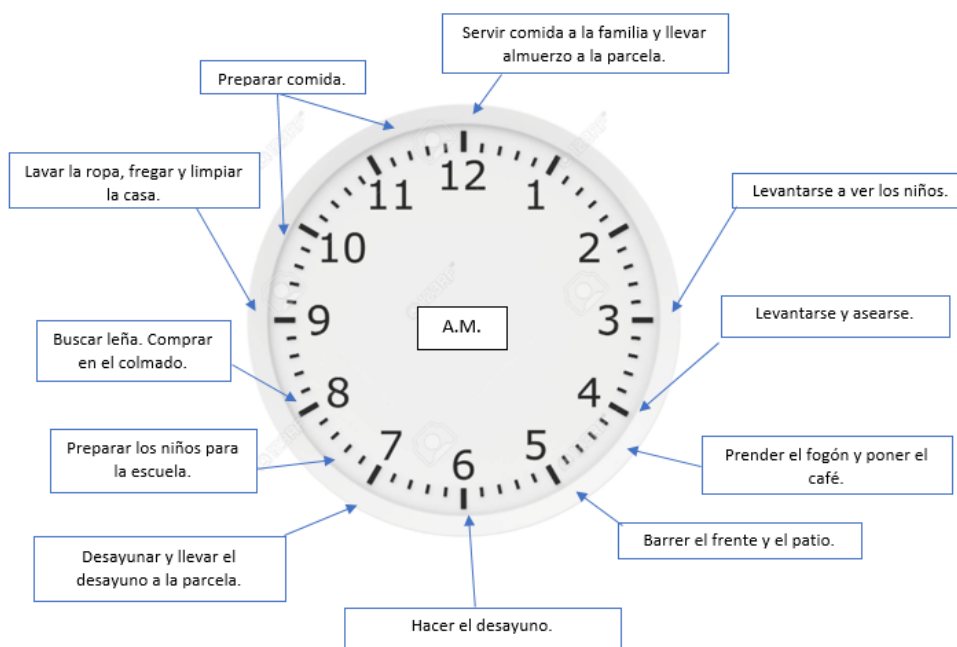 Servir comida a la familia y llevar
almuerzo a la parcela.
Preparar comida.
Lavar la ropa, fregar y limpiar
la casa.
Levantarse a ver los niños.
Levantarse y asearse.
Buscar leña. Comprar
en el colmado.
Preparar los niños para
la escuela.
Prender el fogón y poner el
café.
Barrer el frente y el patio.
Desayunar y llevar el
desayuno a la parcela.
Hacer el desayuno.
12
1
2
3
4
5
6
7
8
9
10
11
A.M.